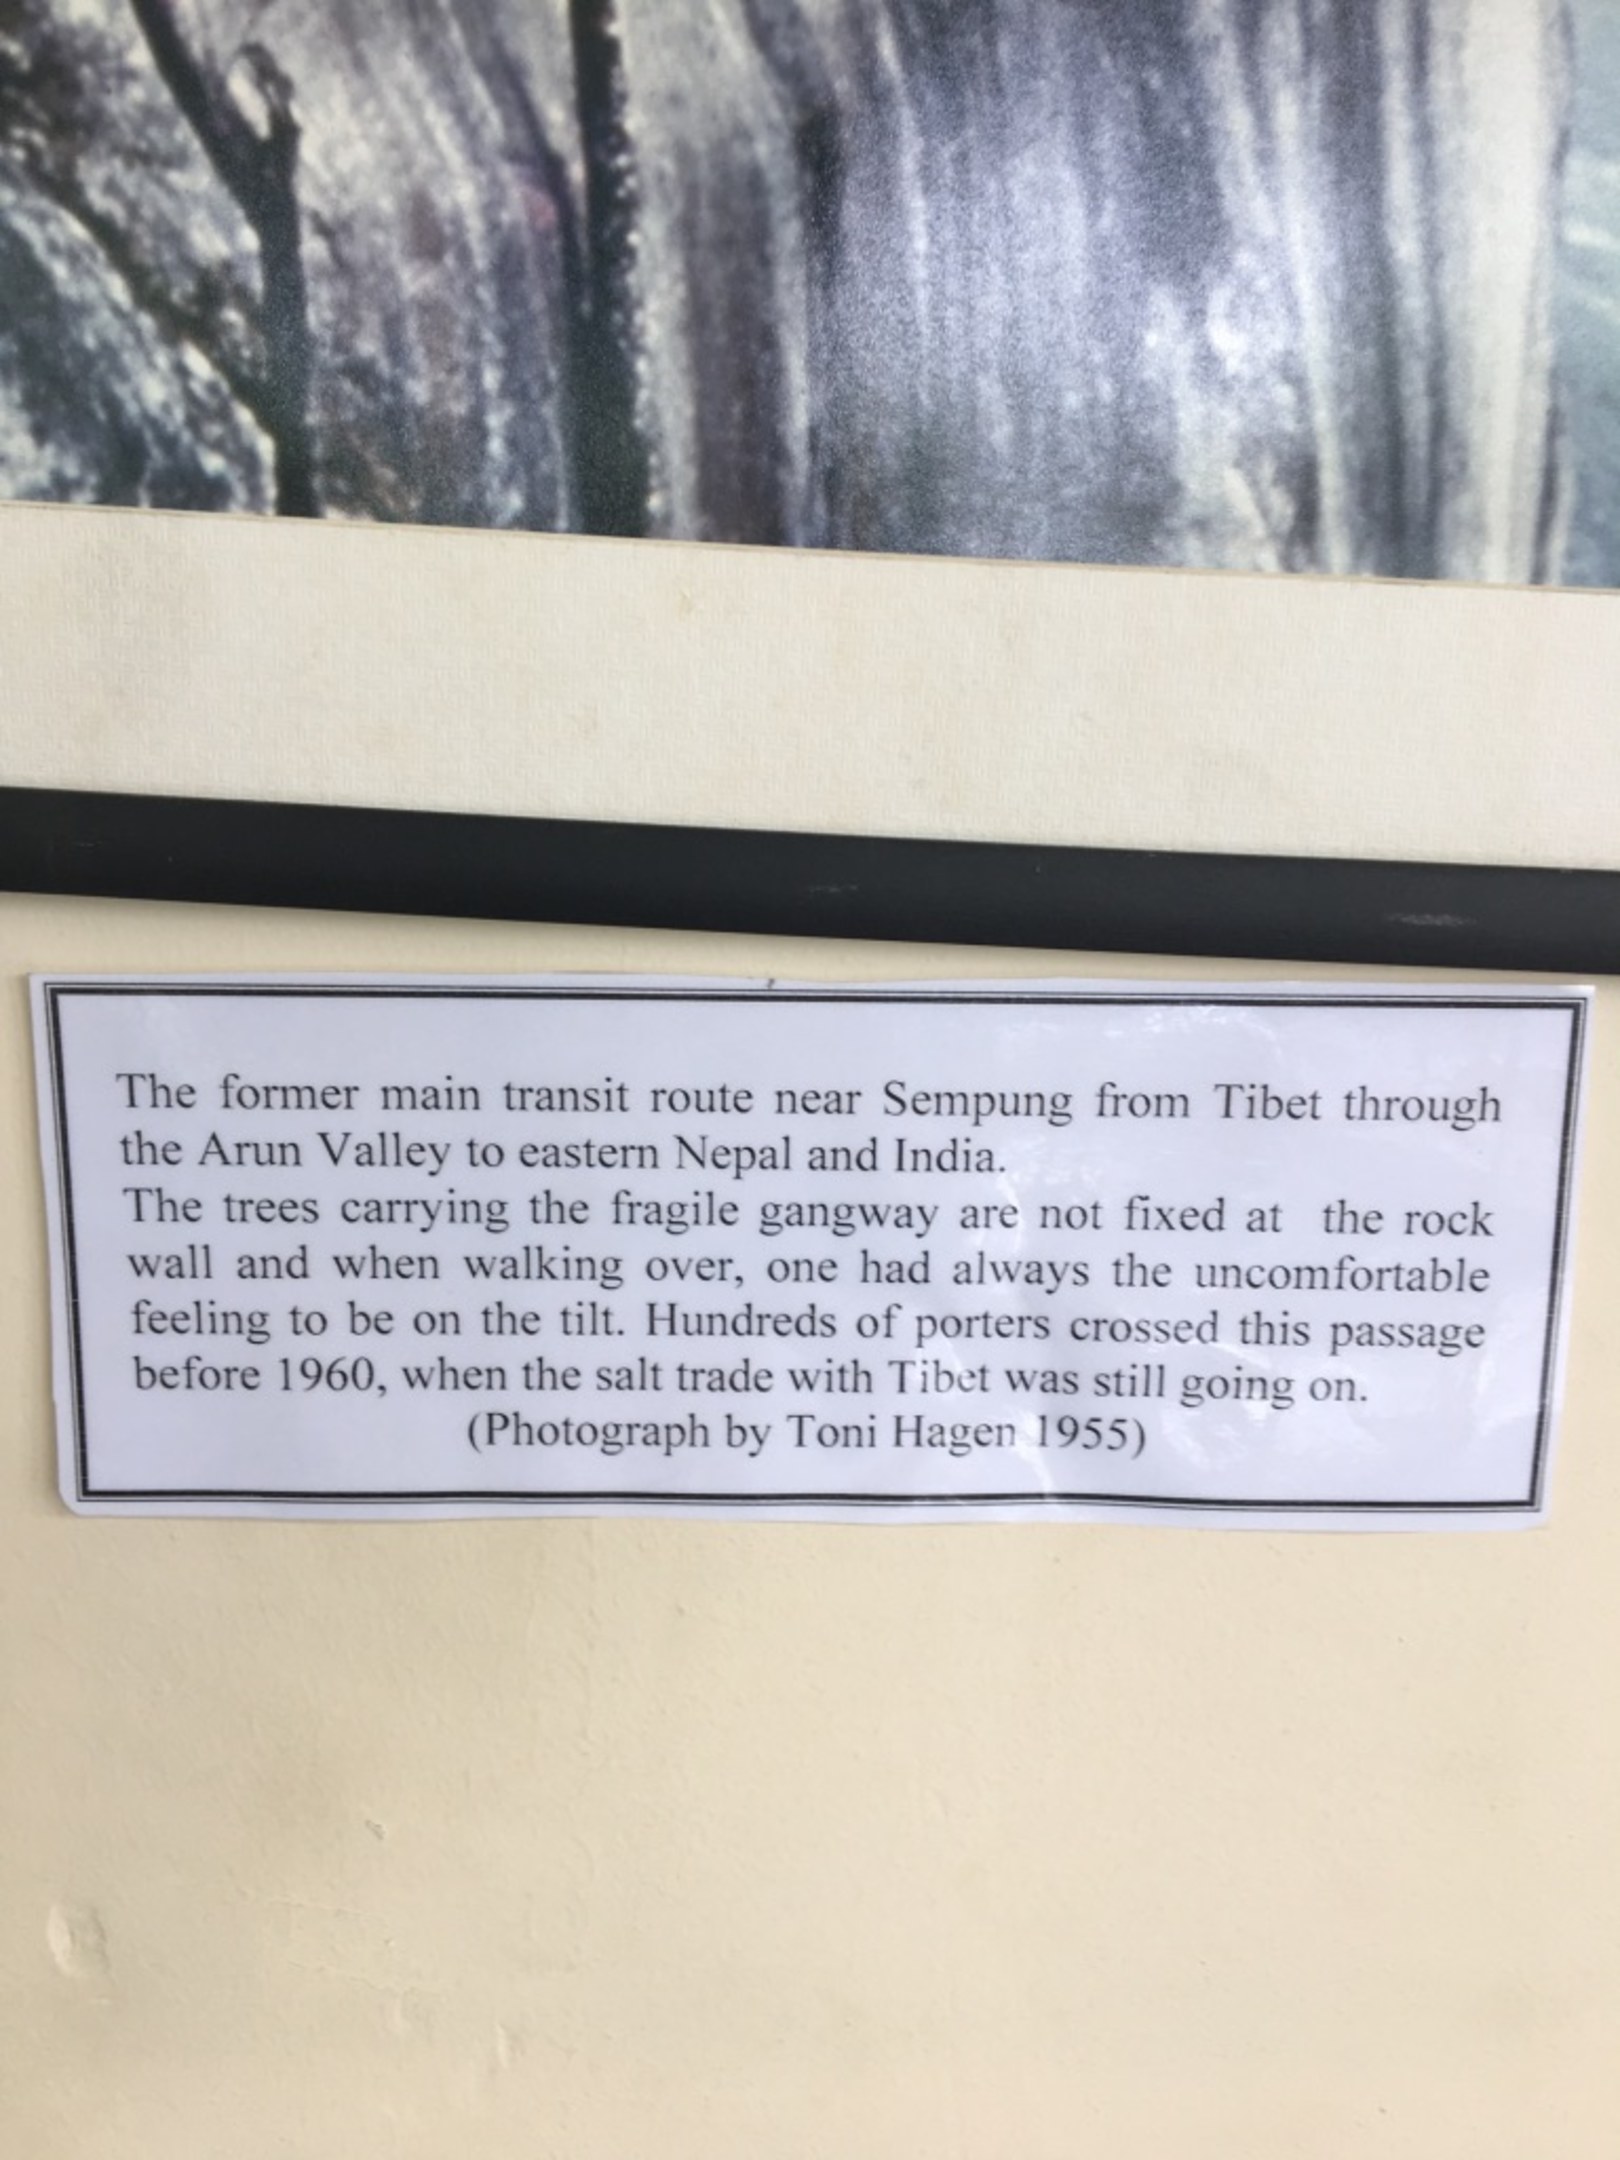 The former main transit route near Sempung from Tibet through
the Arun Valley to eastern Nepal and India.
The trees carrying the fragile gangway are not fixed at the rock
wall and when walking over, one had always the uncomfortable
feeling to be on the tilt. Hundreds of porters crossed this passage
before 1960, when the salt trade with Tibet was still going on.
(Photograph by Toni Hagen 1955)